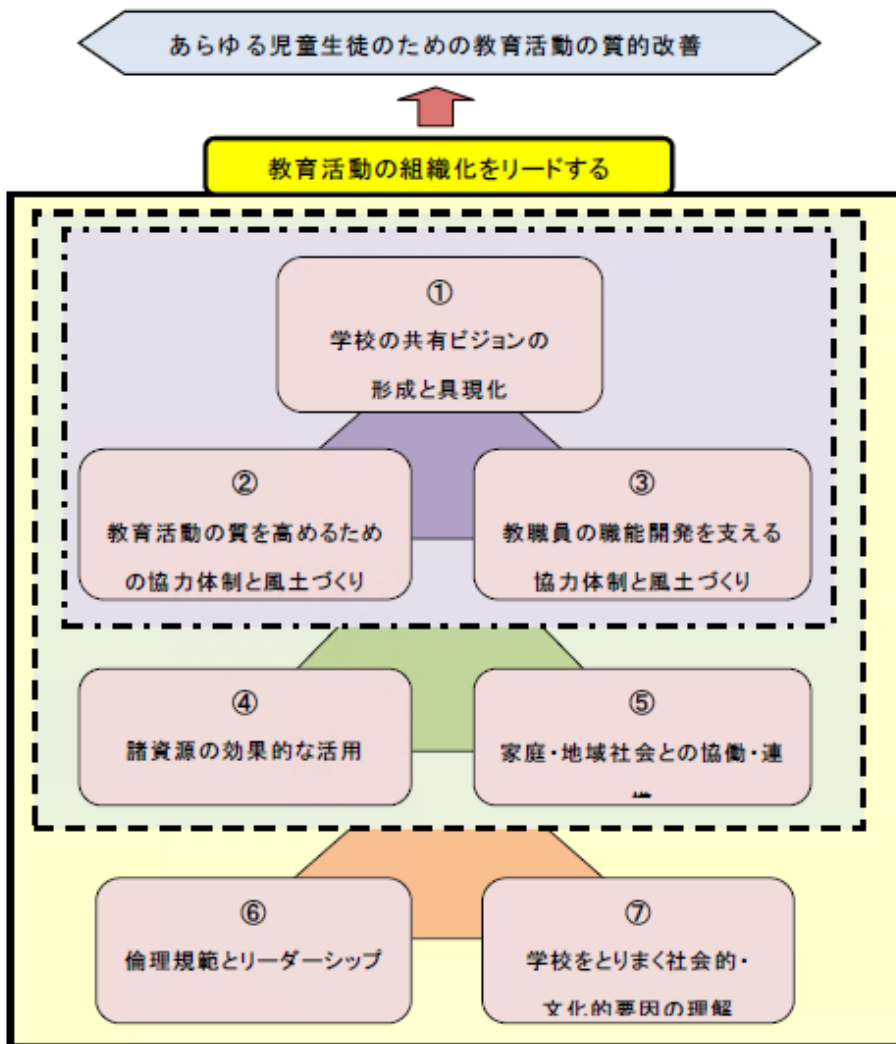 あらゆる児童生徒のための教育活動の質的改善
教育活動の組織化をリードする
①
学校の共有ビジョンの
形成と具現化
②
教育活動の質を高めるため
の協力体制と風土づくり
③
教職員の職能開発を支える
協力体制と風土づくり
④
諸資源の効果的な活用
⑤
家庭・地域社会との協働・連
⑥
倫理規範とリーダーシップ
⑦
学校をとりまく社会的・
文化的要因の理解